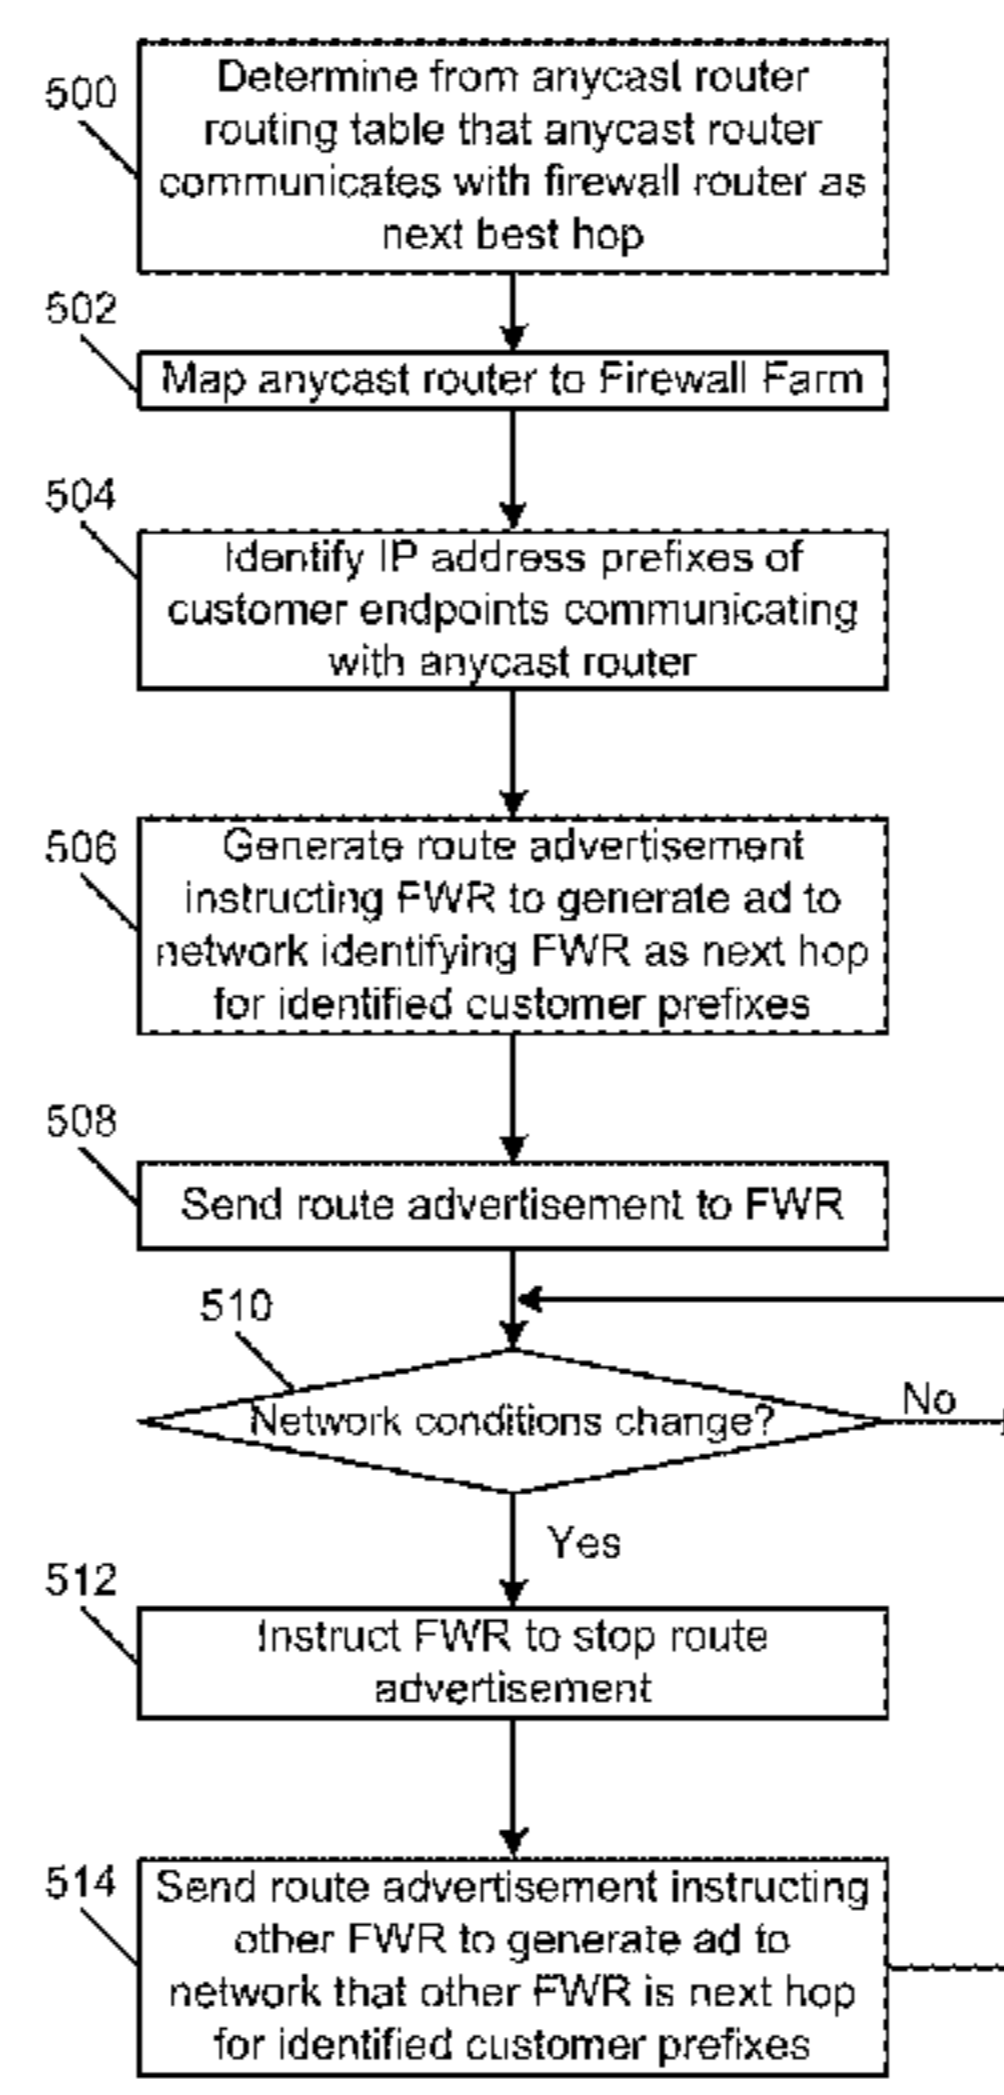 500
Determine from anycast router
routing table that anycast router
communicates with firewall router as
next best hop
502
Map anycast router to Firewall Farm
504
Identify IP address prefixes of
customer endpoints communicating
with anycast router
506
Generate route advertisement
instructing FWR to generate ad to
network identifying FWR as next hop
for identified customer prefixes
508
Send route advertisement to FWR
510
Network conditions change?
No
Yes
512
Instruct FWR to stop route
advertisement
514
Send route advertisement instructing
other FWR to generate ad to
network that other FWR is next hop
for identified customer prefixes